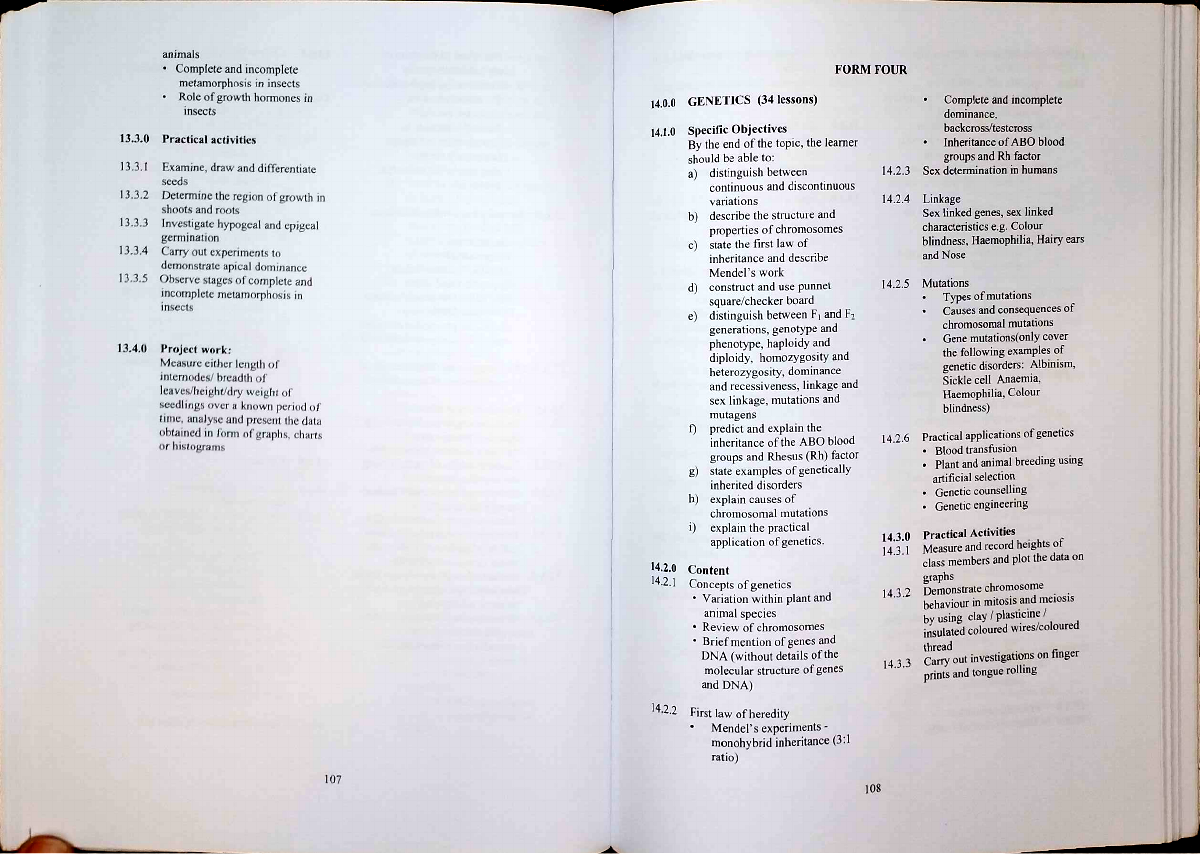 animals
• Complete and incomplete
metamorphosis in insects
• Role of growth hormones in
insects
13.3.0 Practical activities
13.3.1 Examine, draw and differentiate
seeds
13.3.2 Determine the region of growth in
shoots and roots
13.3.3 Investigate hypogeal and epigeal
germination
13.3.4 Carry out experiments to
demonstrate apical dominance
13.3.5 Observe stages of complete and
incomplete metamorphosis in
insects
13.4.0 Project work:
Measure either length of
internodes/ breadth of
leaves/height/dry weight of
seedlings over a known period of
time, analyse and present the data
obtained in form of graphs, charts
or histograms
107
FORM FOUR
14.0.0 GENETICS (34 lessons)
14.1.0 Specific Objectives
By the end of the topic, the learner
should be able to:
a) distinguish between
continuous and discontinuous
variations
b) describe the structure and
properties of chromosomes
c) state the first law of
inheritance and describe
Mendel's work
d) construct and use punnet
square/checker board
e) distinguish between F₁ and F₂
generations, genotype and
phenotype, haploidy and
diploidy, homozygosity and
heterozygosity, dominance
and recessiveness, linkage and
sex linkage, mutations and
mutagens
f) predict and explain the
inheritance of the ABO blood
groups and Rhesus (Rh) factor
g) state examples of genetically
inherited disorders
h) explain causes of
chromosomal mutations
i) explain the practical
application of genetics.
14.2.0 Content
14.2.1 Concepts of genetics
• Variation within plant and
animal species
• Review of chromosomes
• Brief mention of genes and
DNA (without details of the
molecular structure of genes
and DNA)
14.2.2 First law of heredity
• Mendel's experiments -
monohybrid inheritance (3:1
ratio)
• Complete and incomplete
dominance,
backcross/testcross
• Inheritance of ABO blood
groups and Rh factor
14.2.3 Sex determination in humans
14.2.4 Linkage
Sex linked genes, sex linked
characteristics e.g. Colour
blindness, Haemophilia, Hairy ears
and Nose
14.2.5 Mutations
• Types of mutations
• Causes and consequences of
chromosomal mutations
• Gene mutations(only cover
the following examples of
genetic disorders: Albinism,
Sickle cell Anaemia,
Haemophilia, Colour
blindness)
14.2.6 Practical applications of genetics
• Blood transfusion
• Plant and animal breeding using
artificial selection
• Genetic counselling
• Genetic engineering
14.3.0 Practical Activities
14.3.1 Measure and record heights of
class members and plot the data on
graphs
14.3.2 Demonstrate chromosome
behaviour in mitosis and meiosis
by using clay / plasticine /
insulated coloured wires/coloured
thread
14.3.3 Carry out investigations on finger
prints and tongue rolling
108